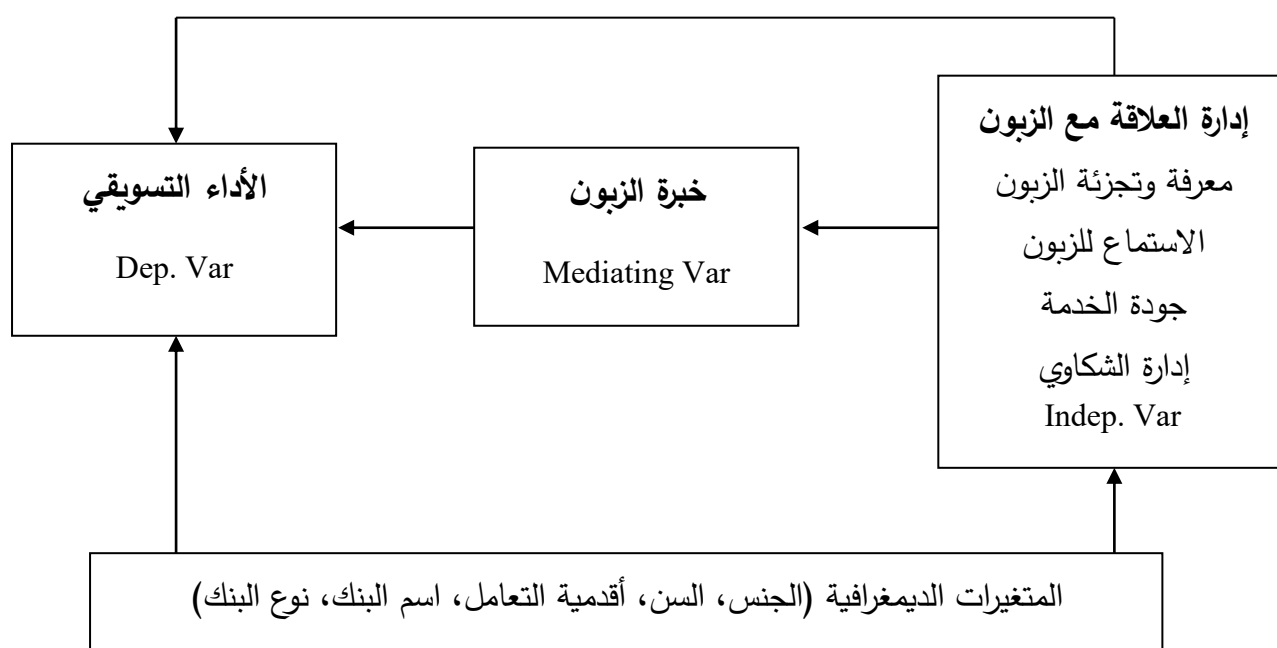 إدارة العلاقة مع الزبون
معرفة وتجزئة الزبون
الاستماع للزبون
جودة الخدمة
إدارة الشكاوي
Indep. Var
خبرة الزبون
Mediating Var
الأداء التسويقي
Dep. Var
المتغيرات الديمغرافية (الجنس، السن، أقدمية التعامل، اسم البنك، نوع البنك)